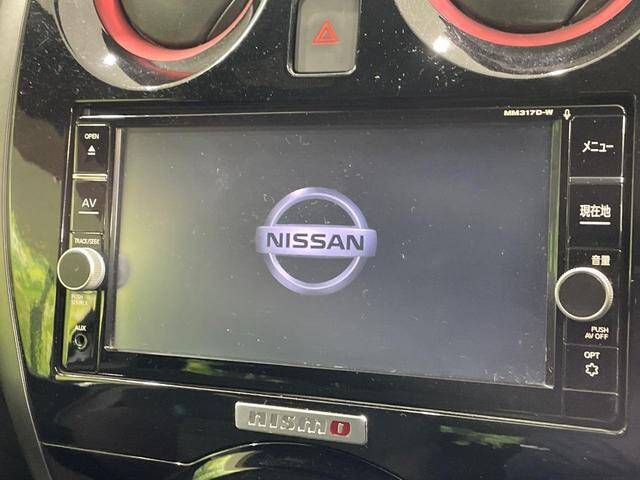 MM317D-W
OPEN
メニュー
AV
現在地
TRACK/SEEK
音量
NISSAN
PUSH
SOURCE
PUSH
AV OFF
AUX
OPT
nismo